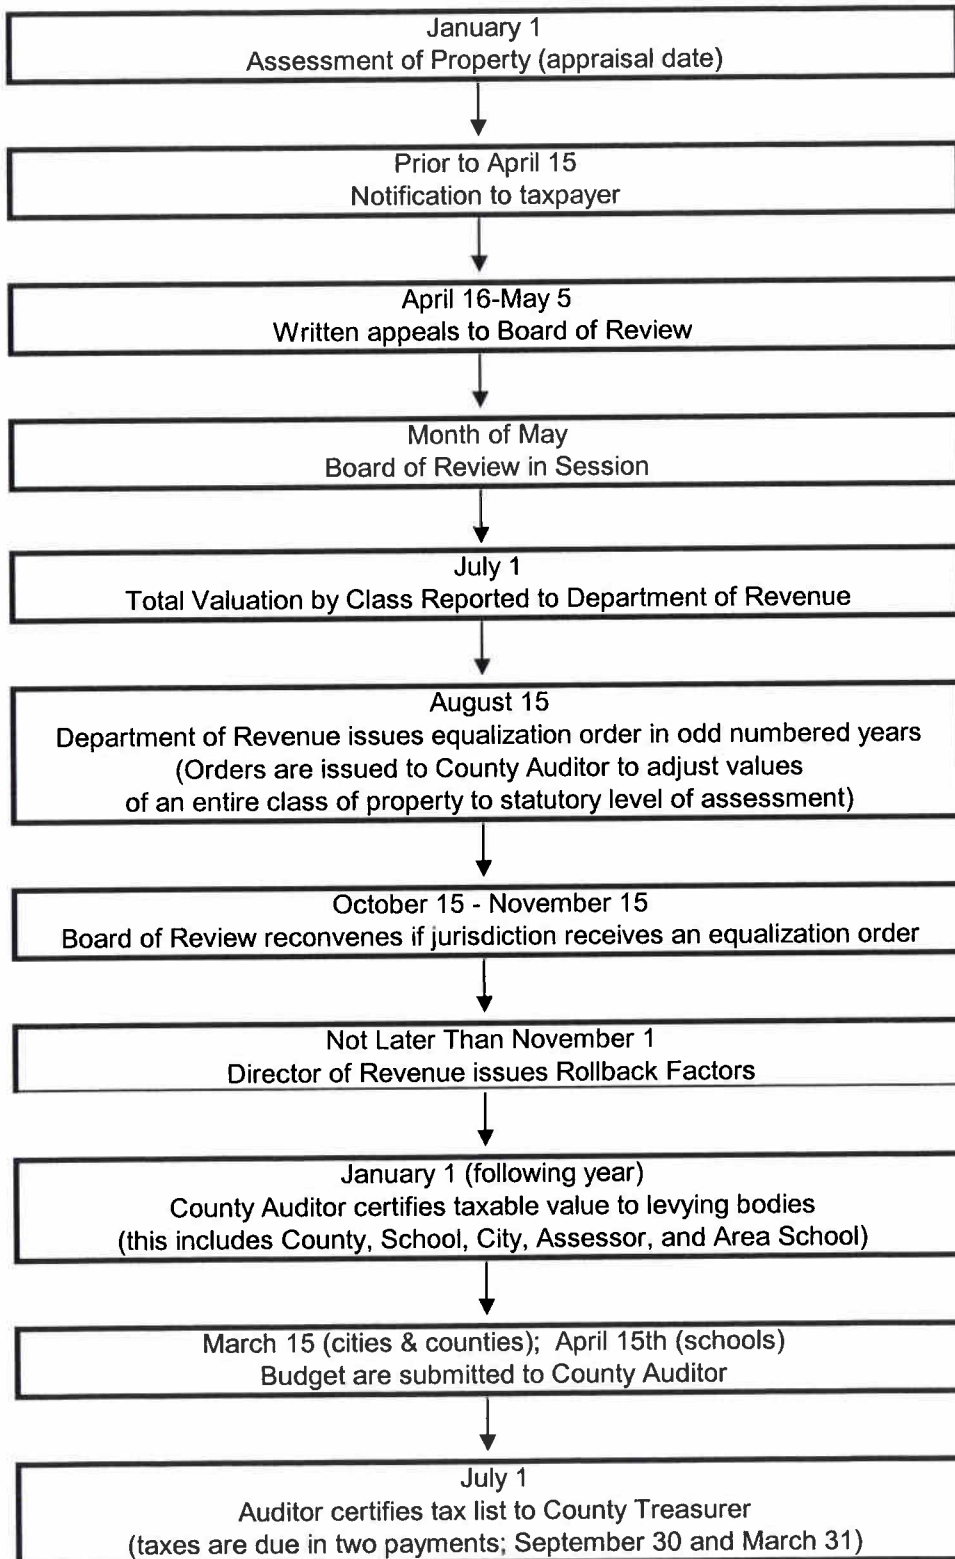 January 1
Assessment of Property (appraisal date)
Prior to April 15
Notification to taxpayer
April 16-May 5
Written appeals to Board of Review
Month of May
Board of Review in Session
July 1
Total Valuation by Class Reported to Department of Revenue
August 15
Department of Revenue issues equalization order in odd numbered years
(Orders are issued to County Auditor to adjust values
of an entire class of property to statutory level of assessment)
October 15 - November 15
Board of Review reconvenes if jurisdiction receives an equalization order
Not Later Than November 1
Director of Revenue issues Rollback Factors
January 1 (following year)
County Auditor certifies taxable value to levying bodies
(this includes County, School, City, Assessor, and Area School)
March 15 (cities & counties); April 15th (schools)
Budget are submitted to County Auditor
July 1
Auditor certifies tax list to County Treasurer
(taxes are due in two payments; September 30 and March 31)